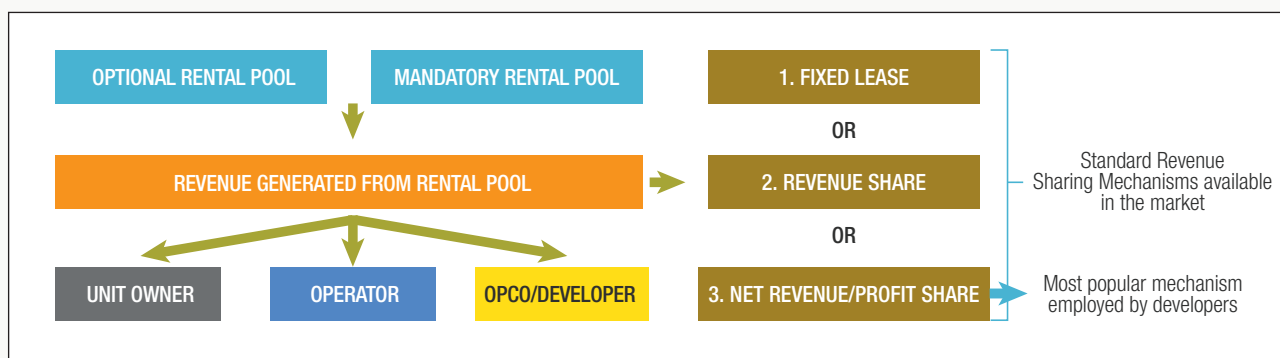 OPTIONAL RENTAL POOL
MANDATORY RENTAL POOL
1. FIXED LEASE
OR
REVENUE GENERATED FROM RENTAL POOL
2. REVENUE SHARE
Standard Revenue
Sharing Mechanisms available
in the market
OR
UNIT OWNER
OPERATOR
OPCO/DEVELOPER
3. NET REVENUE/PROFIT SHARE
Most popular mechanism
employed by developers